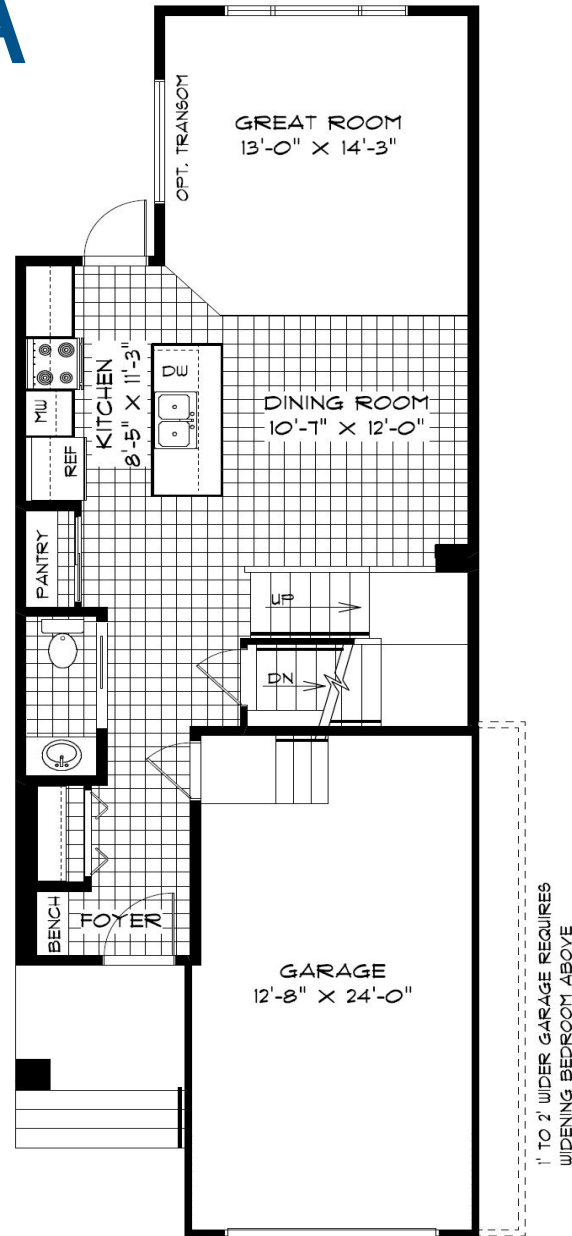 A
GREAT ROOM
13'-0" X 14'-3"
OPT. TRANSOM
KITCHEN
8'-5" X 11'-3"
DW
DINING ROOM
10'-7" X 12'-0"
MW
REF
PANTRY
UP
DN
BENCH
FOYER
GARAGE
12'-8" X 24'-0"
1' TO 2' WIDER GARAGE REQUIRES
WIDENING BEDROOM ABOVE